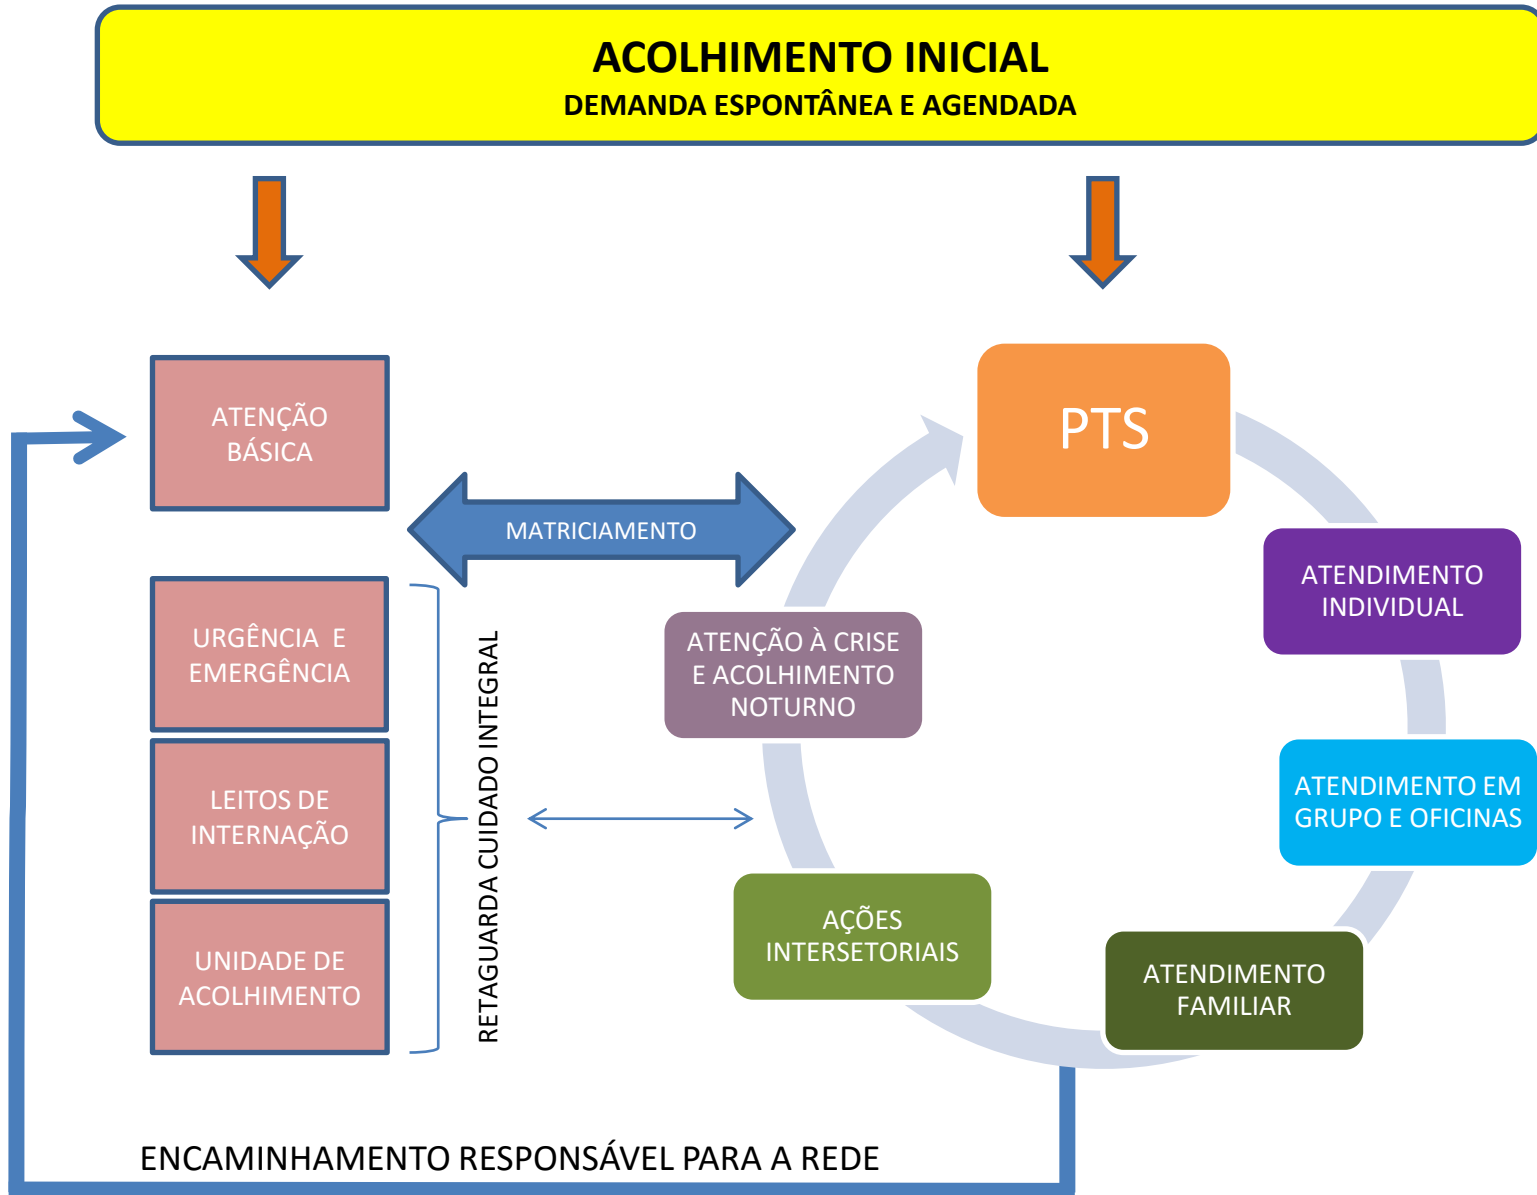 ACOLHIMENTO INICIAL
DEMANDA ESPONTÂNEA E AGENDADA
ATENÇÃO
BÁSICA
PTS
MATRICIAMENTO
ATENDIMENTO
INDIVIDUAL
URGÊNCIA E
EMERGÊNCIA
RETAGUARDA CUIDADO INTEGRAL
ATENÇÃO À CRISE
E ACOLHIMENTO
NOTURNO
LEITOS DE
INTERNAÇÃO
ATENDIMENTO EM
GRUPO E OFICINAS
AÇÕES
INTERSETORIAIS
UNIDADE DE
ACOLHIMENTO
ATENDIMENTO
FAMILIAR
ENCAMINHAMENTO RESPONSÁVEL PARA A REDE